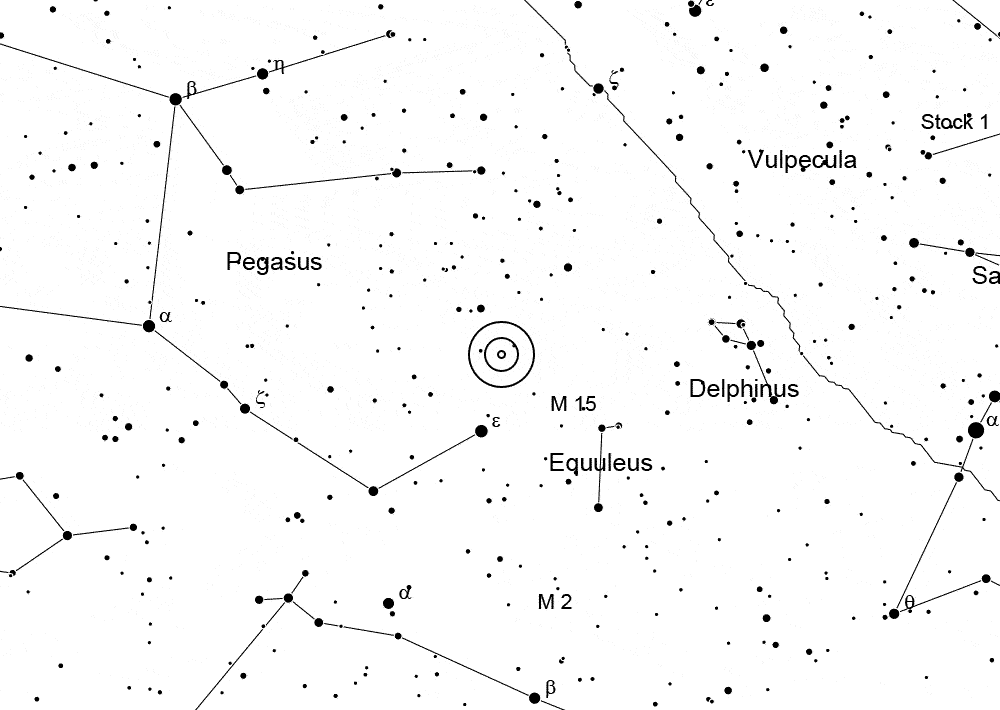 ε
η
ζ
β
Stock 1
Vulpecula
Pegasus
Sa
α
Delphinus
ζ
M 15
ε
α
Equuleus
α
M 2
θ
β